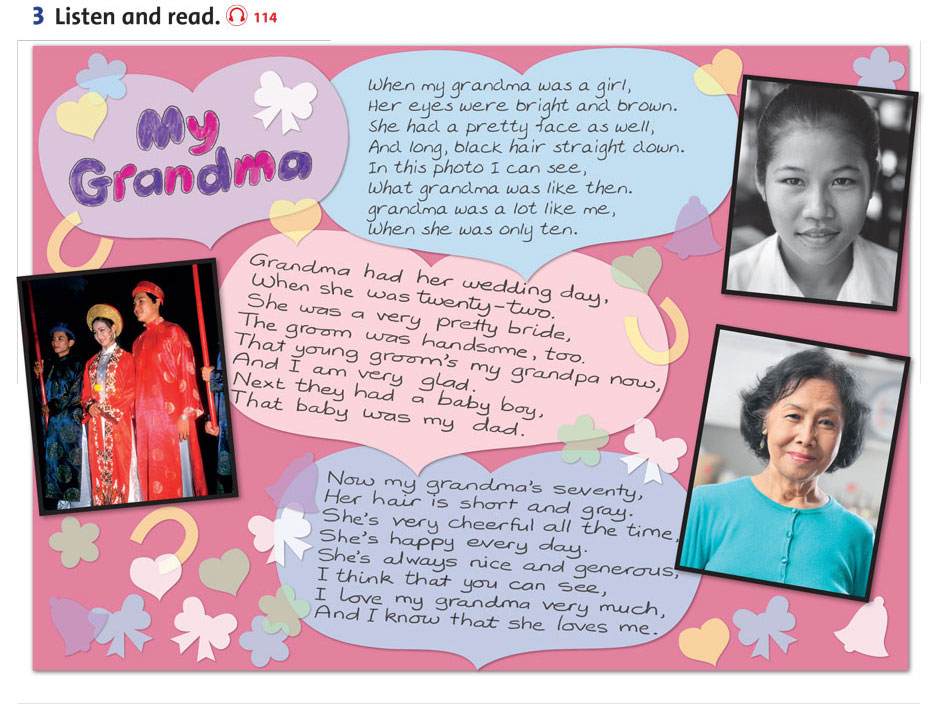 3 Listen and read. 114
My
Grandma
When my grandma was a girl,
Her eyes were bright and brown.
She had a pretty face as well,
And long, black hair straight down.
In this photo I can see,
What grandma was like then.
grandma was a lot like me,
When she was only ten.
Grandma had her wedding day,
When she was twenty-two.
She was a very pretty bride,
The groom was handsome, too.
That young groom's my grandpa now,
And I am very glad.
Next they had a baby boy,
That baby was my dad.
Now my grandma's seventy,
Her hair is short and gray.
She's very cheerful all the time,
She's happy every day.
She's always nice and generous,
I think that you can see,
I love my grandma very much,
And I know that she loves me.